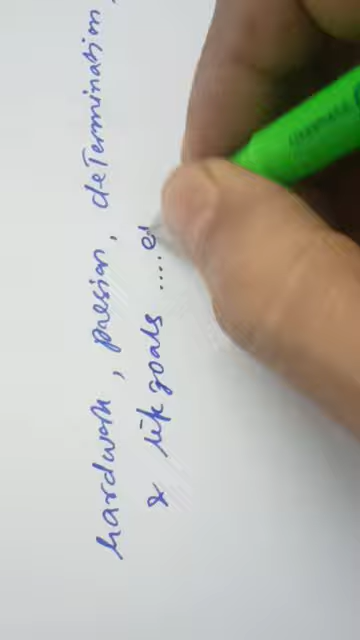 hardwork, passion, determination,
& life goals .... e